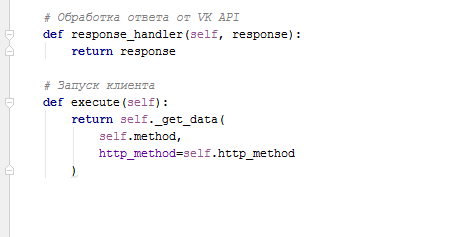 # Обработка ответа от VK API
def response_handler(self, response):
    return response
# Запуск клиента
def execute(self):
    return self._get_data(
        self.method,
        http_method=self.http_method
    )